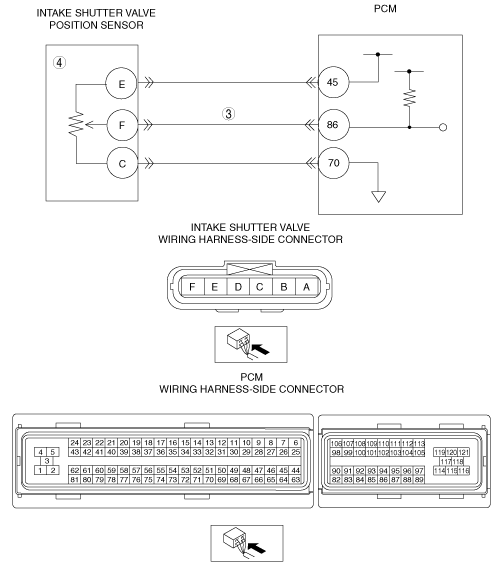 INTAKE SHUTTER VALVE
POSITION SENSOR
PCM
4
E
45
F
3
86
C
70
INTAKE SHUTTER VALVE
WIRING HARNESS-SIDE CONNECTOR
F E D C B A
PCM
WIRING HARNESS-SIDE CONNECTOR
24 23 22 21 20 19 18 17 16 15 14 13 12 11 10 9 8 7 6
43 42 41 40 39 38 37 36 35 34 33 32 31 30 29 28 27 26 25
4 5
3
1 2
62 61 60 59 58 57 56 55 54 53 52 51 50 49 48 47 46 45 44
81 80 79 78 77 76 75 74 73 72 71 70 69 68 67 66 65 64 63
106 107 108 109 110 111 112 113
98 99 100 101 102 103 104 105
119 120 121
117 118
114 115 116
90 91 92 93 94 95 96 97
82 83 84 85 86 87 88 89